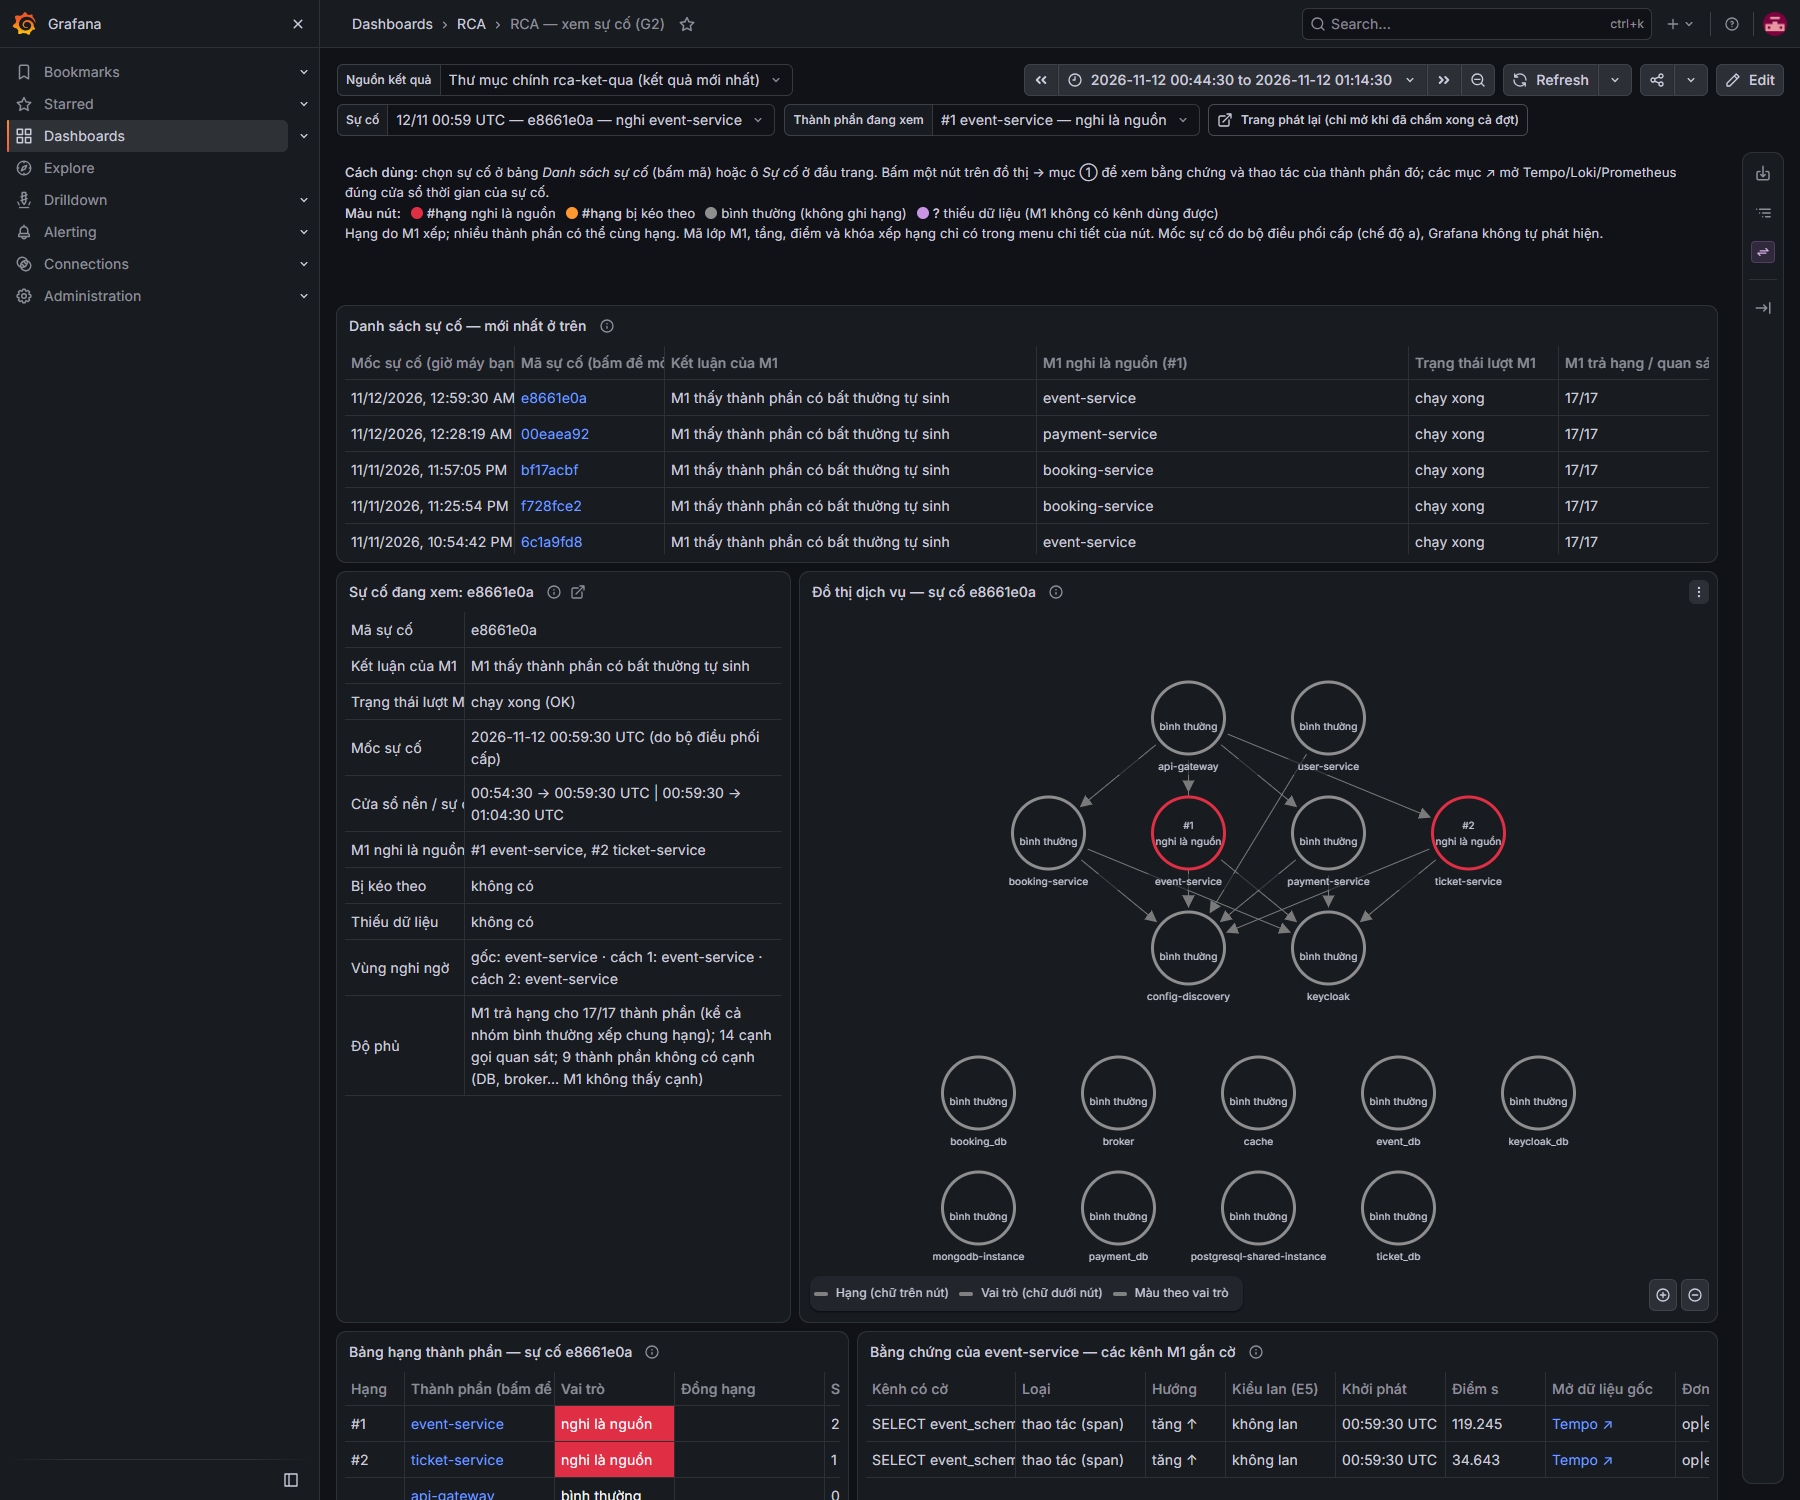 Grafana
Dashboards › RCA › RCA — xem sự cố (G2)
Search...
ctrl+k
Bookmarks
Starred
Dashboards
Explore
Drilldown
Alerting
Connections
Administration
Nguồn kết quả
Thư mục chính rca-ket-qua (kết quả mới nhất)
2026-11-12 00:44:30 to 2026-11-12 01:14:30
Refresh
Edit
Sự cố
12/11 00:59 UTC — e8661e0a — nghi event-service
Thành phần đang xem
#1 event-service — nghi là nguồn
Trang phát lại (chỉ mở khi đã chấm xong cả đợt)
Cách dùng: chọn sự cố ở bảng Danh sách sự cố (bấm mã) hoặc ô Sự cố ở đầu trang. Bấm một nút trên đồ thị → mục ① để xem bằng chứng và thao tác của thành phần đó; các mục ↗ mở Tempo/Loki/Prometheus
đúng cửa sổ thời gian của sự cố.
Màu nút: #hạng nghi là nguồn #hạng bị kéo theo bình thường (không ghi hạng) ? thiếu dữ liệu (M1 không có kênh dùng được)
Hạng do M1 xếp; nhiều thành phần có thể cùng hạng. Mã lớp M1, tầng, điểm và khóa xếp hạng chỉ có trong menu chi tiết của nút. Mốc sự cố do bộ điều phối cấp (chế độ a), Grafana không tự phát hiện.
Danh sách sự cố — mới nhất ở trên
Mốc sự cố (giờ máy bạn
Mã sự cố (bấm để mở
Kết luận của M1
M1 nghi là nguồn (#1)
Trạng thái lượt M1
M1 trả hạng / quan sá
11/12/2026, 12:59:30 AM e8661e0a M1 thấy thành phần có bất thường tự sinh event-service chạy xong 17/17
11/12/2026, 12:28:19 AM 00eaea92 M1 thấy thành phần có bất thường tự sinh payment-service chạy xong 17/17
11/11/2026, 11:57:05 PM bf17acbf M1 thấy thành phần có bất thường tự sinh booking-service chạy xong 17/17
11/11/2026, 11:25:54 PM f728fce2 M1 thấy thành phần có bất thường tự sinh booking-service chạy xong 17/17
11/11/2026, 10:54:42 PM 6c1a9fd8 M1 thấy thành phần có bất thường tự sinh event-service chạy xong 17/17
Sự cố đang xem: e8661e0a
Mã sự cố e8661e0a
Kết luận của M1 M1 thấy thành phần có bất thường tự sinh
Trạng thái lượt M chạy xong (OK)
Mốc sự cố 2026-11-12 00:59:30 UTC (do bộ điều phối
cấp)
Cửa sổ nền / sự c 00:54:30 → 00:59:30 UTC | 00:59:30 →
01:04:30 UTC
M1 nghi là nguồn #1 event-service, #2 ticket-service
Bị kéo theo không có
Thiếu dữ liệu không có
Vùng nghi ngờ gốc: event-service · cách 1: event-service ·
cách 2: event-service
Độ phủ M1 trả hạng cho 17/17 thành phần (kể cả
nhóm bình thường xếp chung hạng); 14 cạnh
gọi quan sát; 9 thành phần không có cạnh
(DB, broker... M1 không thấy cạnh)
Đồ thị dịch vụ — sự cố e8661e0a
bình thường
api-gateway
bình thường
user-service
bình thường
booking-service
#1
nghi là nguồn
event-service
bình thường
payment-service
#2
nghi là nguồn
ticket-service
bình thường
config-discovery
bình thường
keycloak
bình thường
booking_db
bình thường
broker
bình thường
cache
bình thường
event_db
bình thường
keycloak_db
bình thường
mongodb-instance
bình thường
payment_db
bình thường
postgresql-shared-instance
bình thường
ticket_db
Hạng (chữ trên nút)
Vai trò (chữ dưới nút)
Màu theo vai trò
Bảng hạng thành phần — sự cố e8661e0a
Hạng Thành phần (bấm để Vai trò Đồng hạng S
#1 event-service nghi là nguồn 2
#2 ticket-service nghi là nguồn 1
api-gateway bình thường 0
Bằng chứng của event-service — các kênh M1 gắn cờ
Kênh có cờ Loại Hướng Kiểu lan (E5) Khởi phát Điểm s Mở dữ liệu gốc Đơn
SELECT event_schem thao tác (span) tăng ↑ không lan 00:59:30 UTC 119.245 Tempo ↗ op|e
SELECT event_schem thao tác (span) tăng ↑ không lan 00:59:30 UTC 34.643 Tempo ↗ op|e